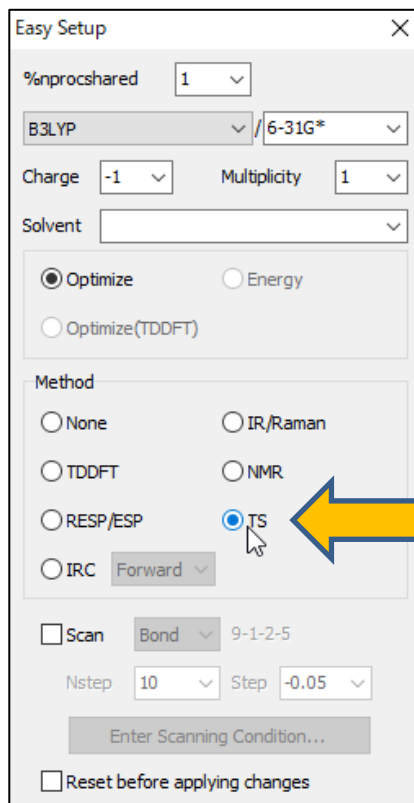 Easy Setup
%nprocshared 1
B3LYP / 6-31G*
Charge -1 Multiplicity 1
Solvent
Optimize Energy
Optimize(TDDFT)
Method
None IR/Raman
TDDFT NMR
RESP/ESP TS
IRC Forward
Scan Bond 9-1-2-5
Nstep 10 Step -0.05
Enter Scanning Condition...
Reset before applying changes